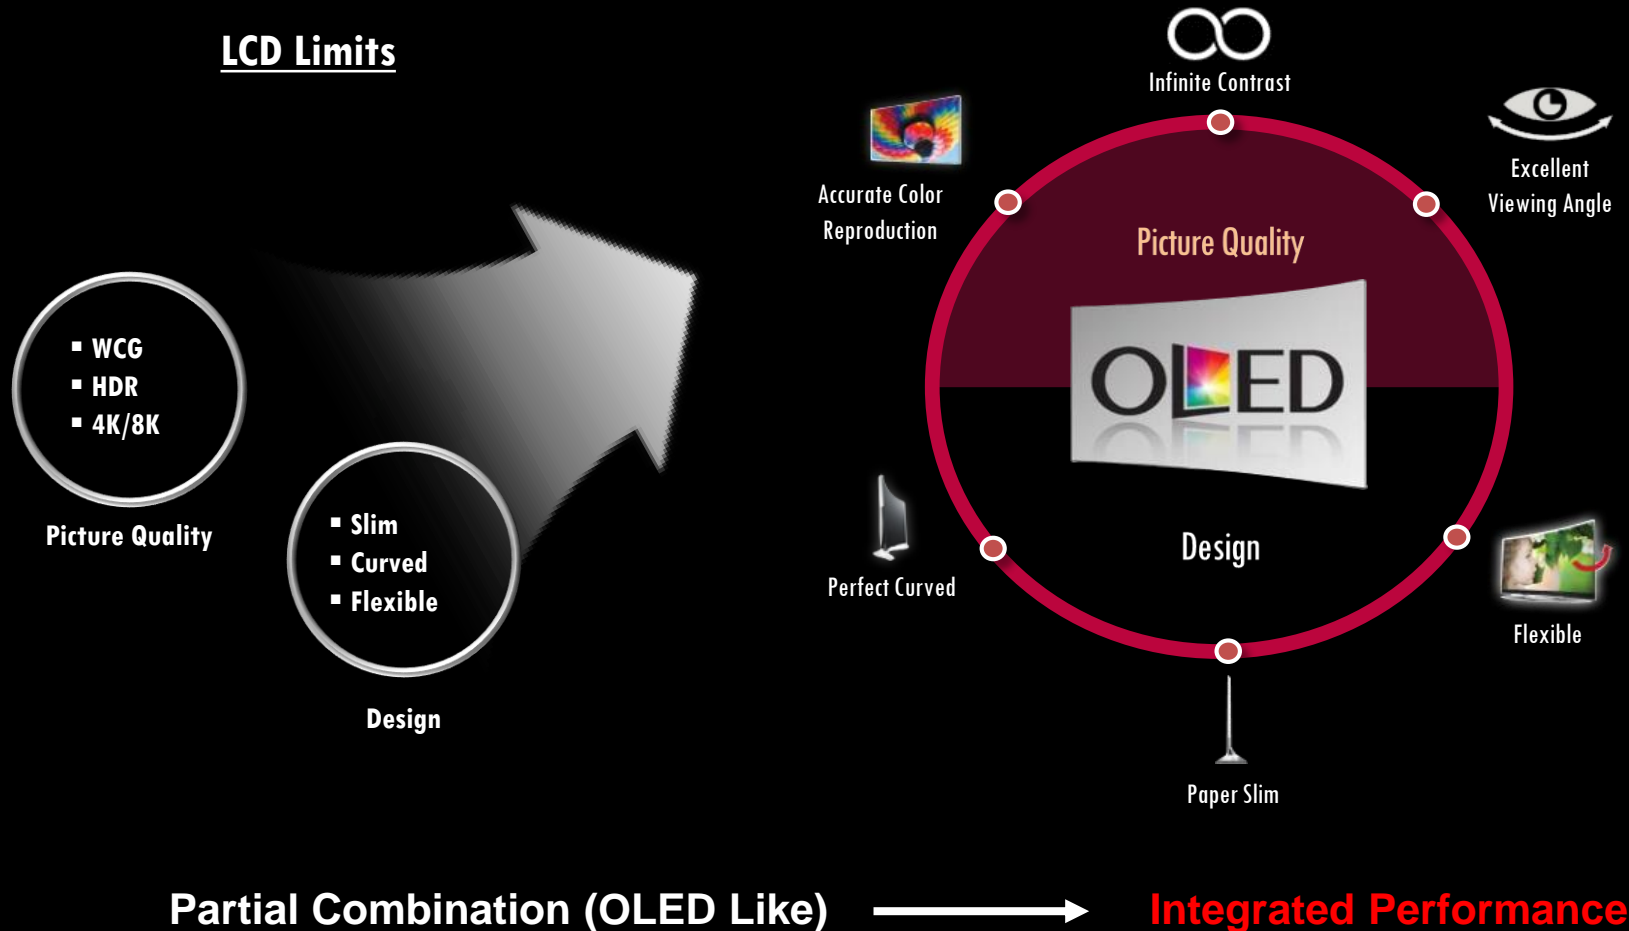 LCD Limits
▪ WCG
▪ HDR
▪ 4K/8K
Picture Quality
▪ Slim
▪ Curved
▪ Flexible
Design
Infinite Contrast
Accurate Color
Reproduction
Excellent
Viewing Angle
Picture Quality
OLED
Design
Perfect Curved
Flexible
Paper Slim
Partial Combination (OLED Like)
Integrated Performance